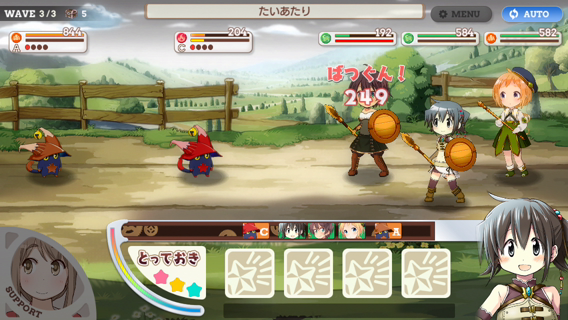 WAVE 3/3
5
たいあたり
MENU
AUTO
844
A
204
C
192
584
582
ばつぐん!
249
C
A
とっておき
SUPPORT